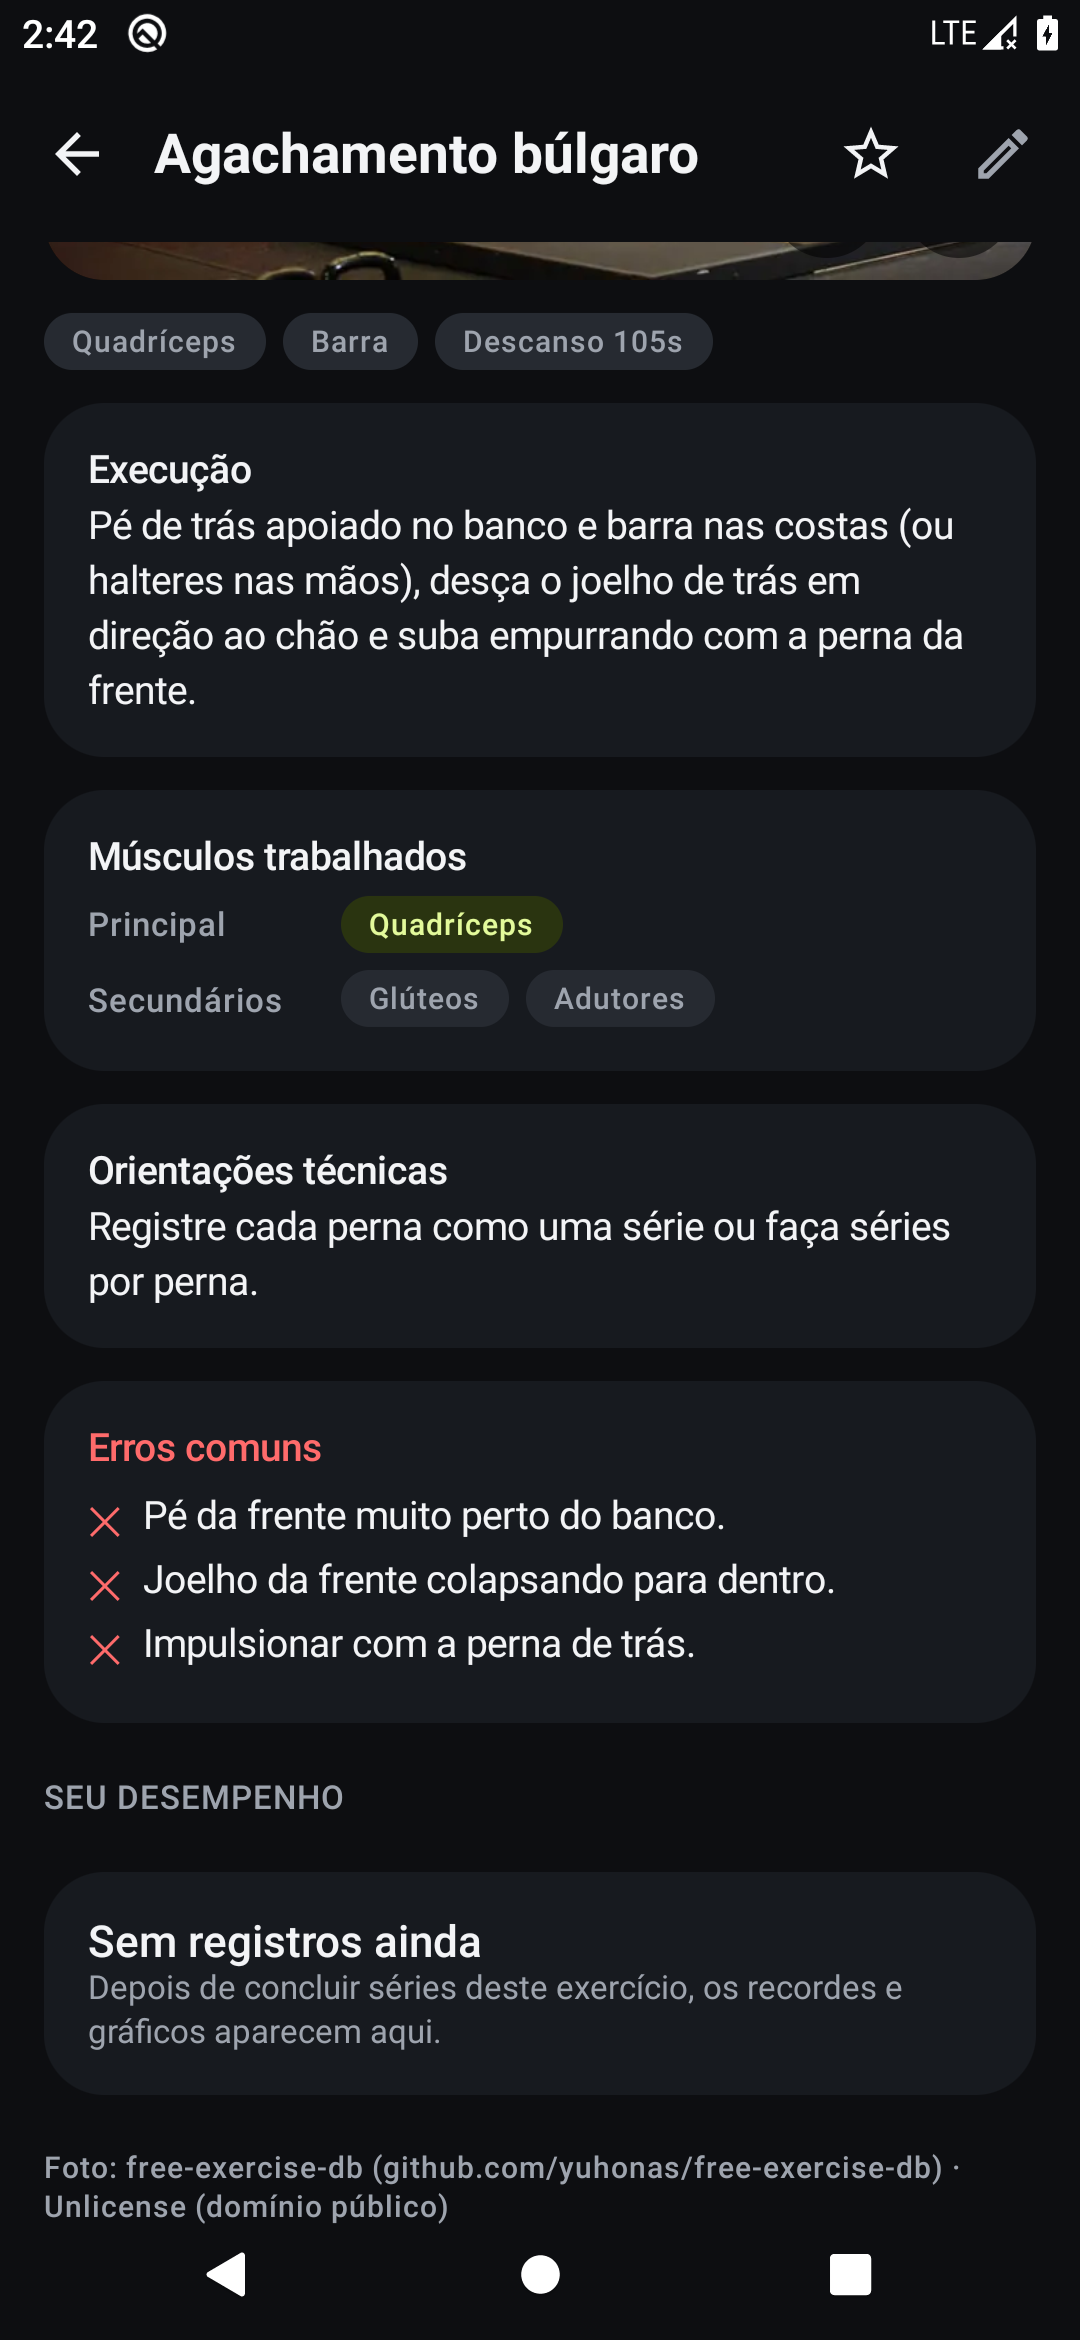 2:42
LTE
Agachamento búlgaro
Quadríceps
Barra
Descanso 105s
Execução
Pé de trás apoiado no banco e barra nas costas (ou
halteres nas mãos), desça o joelho de trás em
direção ao chão e suba empurrando com a perna da
frente.
Músculos trabalhados
Principal
Quadríceps
Secundários
Glúteos
Adutores
Orientações técnicas
Registre cada perna como uma série ou faça séries
por perna.
Erros comuns
Pé da frente muito perto do banco.
Joelho da frente colapsando para dentro.
Impulsionar com a perna de trás.
SEU DESEMPENHO
Sem registros ainda
Depois de concluir séries deste exercício, os recordes e
gráficos aparecem aqui.
Foto: free-exercise-db (github.com/yuhonas/free-exercise-db) ·
Unlicense (domínio público)